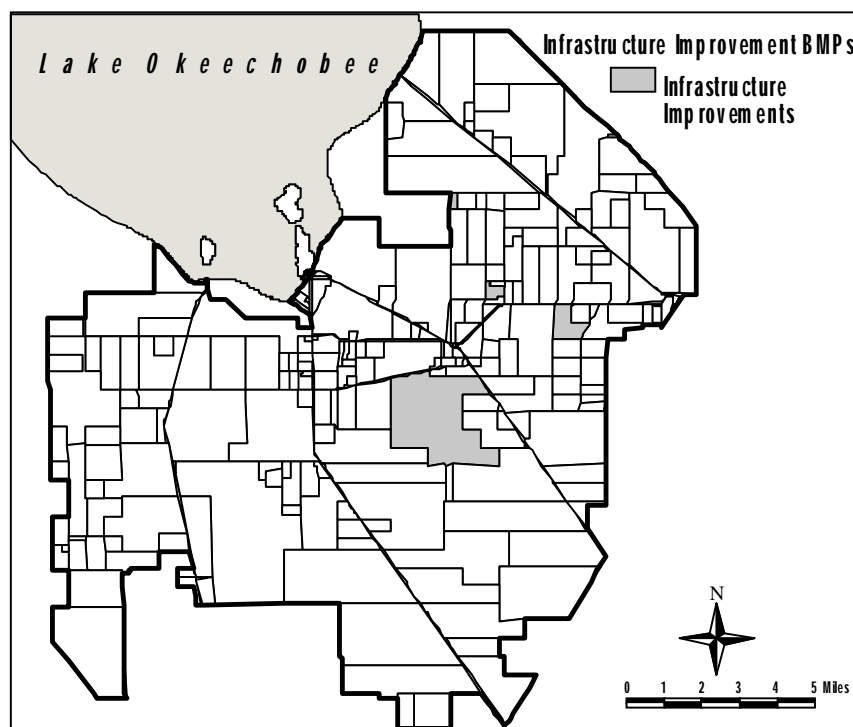 Lake Okeechobee
Infrastructure Improvement BMPs
Infrastructure
Improvements
N
0 1 2 3 4 5 Miles